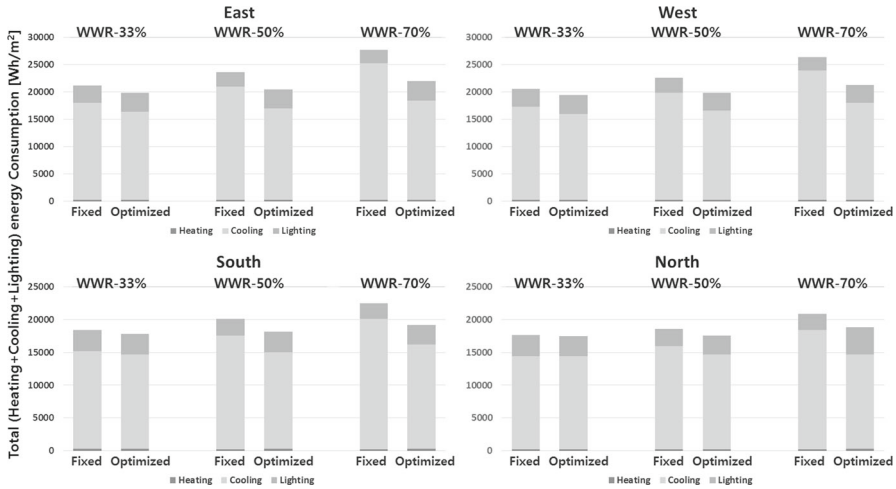 Total (Heating+Cooling+Lighting) energy Consumption [Wh/m²]
East
WWR-33% WWR-50% WWR-70%
30000
25000
20000
15000
10000
5000
0
Fixed Optimized Fixed Optimized Fixed Optimized
Heating Cooling Lighting
West
WWR-33% WWR-50% WWR-70%
30000
25000
20000
15000
10000
5000
0
Fixed Optimized Fixed Optimized Fixed Optimized
Heating Cooling Lighting
South
WWR-33% WWR-50% WWR-70%
25000
20000
15000
10000
5000
0
Fixed Optimized Fixed Optimized Fixed Optimized
Heating Cooling Lighting
North
WWR-33% WWR-50% WWR-70%
25000
20000
15000
10000
5000
0
Fixed Optimized Fixed Optimized Fixed Optimized
Heating Cooling Lighting